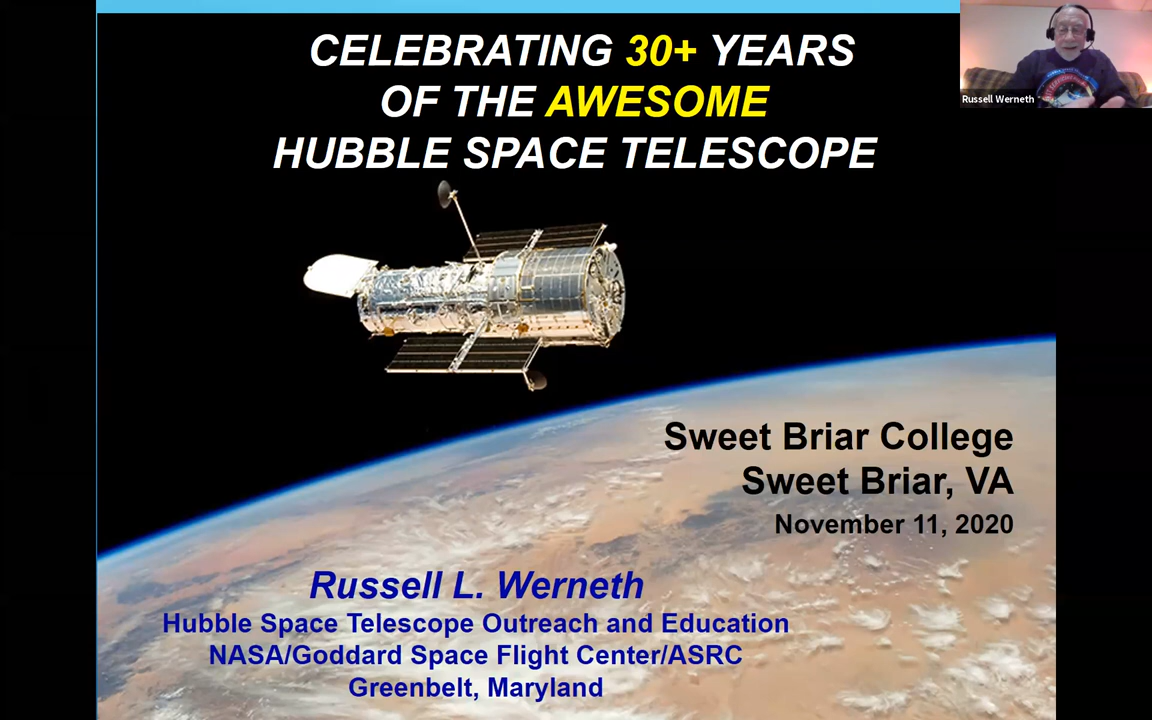 CELEBRATING 30+ YEARS
OF THE AWESOME
HUBBLE SPACE TELESCOPE
Russell Werneth
Sweet Briar College
Sweet Briar, VA
November 11, 2020
Russell L. Werneth
Hubble Space Telescope Outreach and Education
NASA/Goddard Space Flight Center/ASRC
Greenbelt, Maryland